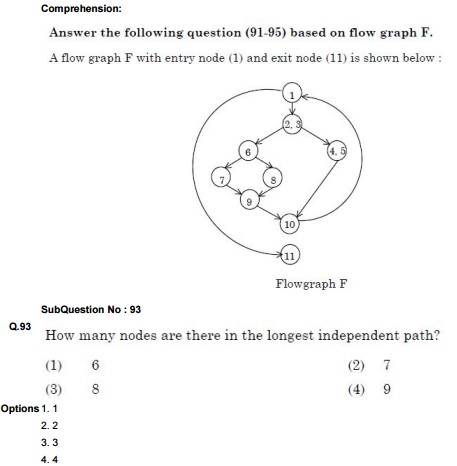 Comprehension:
Answer the following question (91-95) based on flow graph F.
A flow graph F with entry node (1) and exit node (11) is shown below :
1
2, 3
6
4, 5
7
8
9
10
11
Flowgraph F
SubQuestion No : 93
Q.93
How many nodes are there in the longest independent path?
(1) 6 (2) 7
(3) 8 (4) 9
Options 1. 1
2. 2
3. 3
4. 4